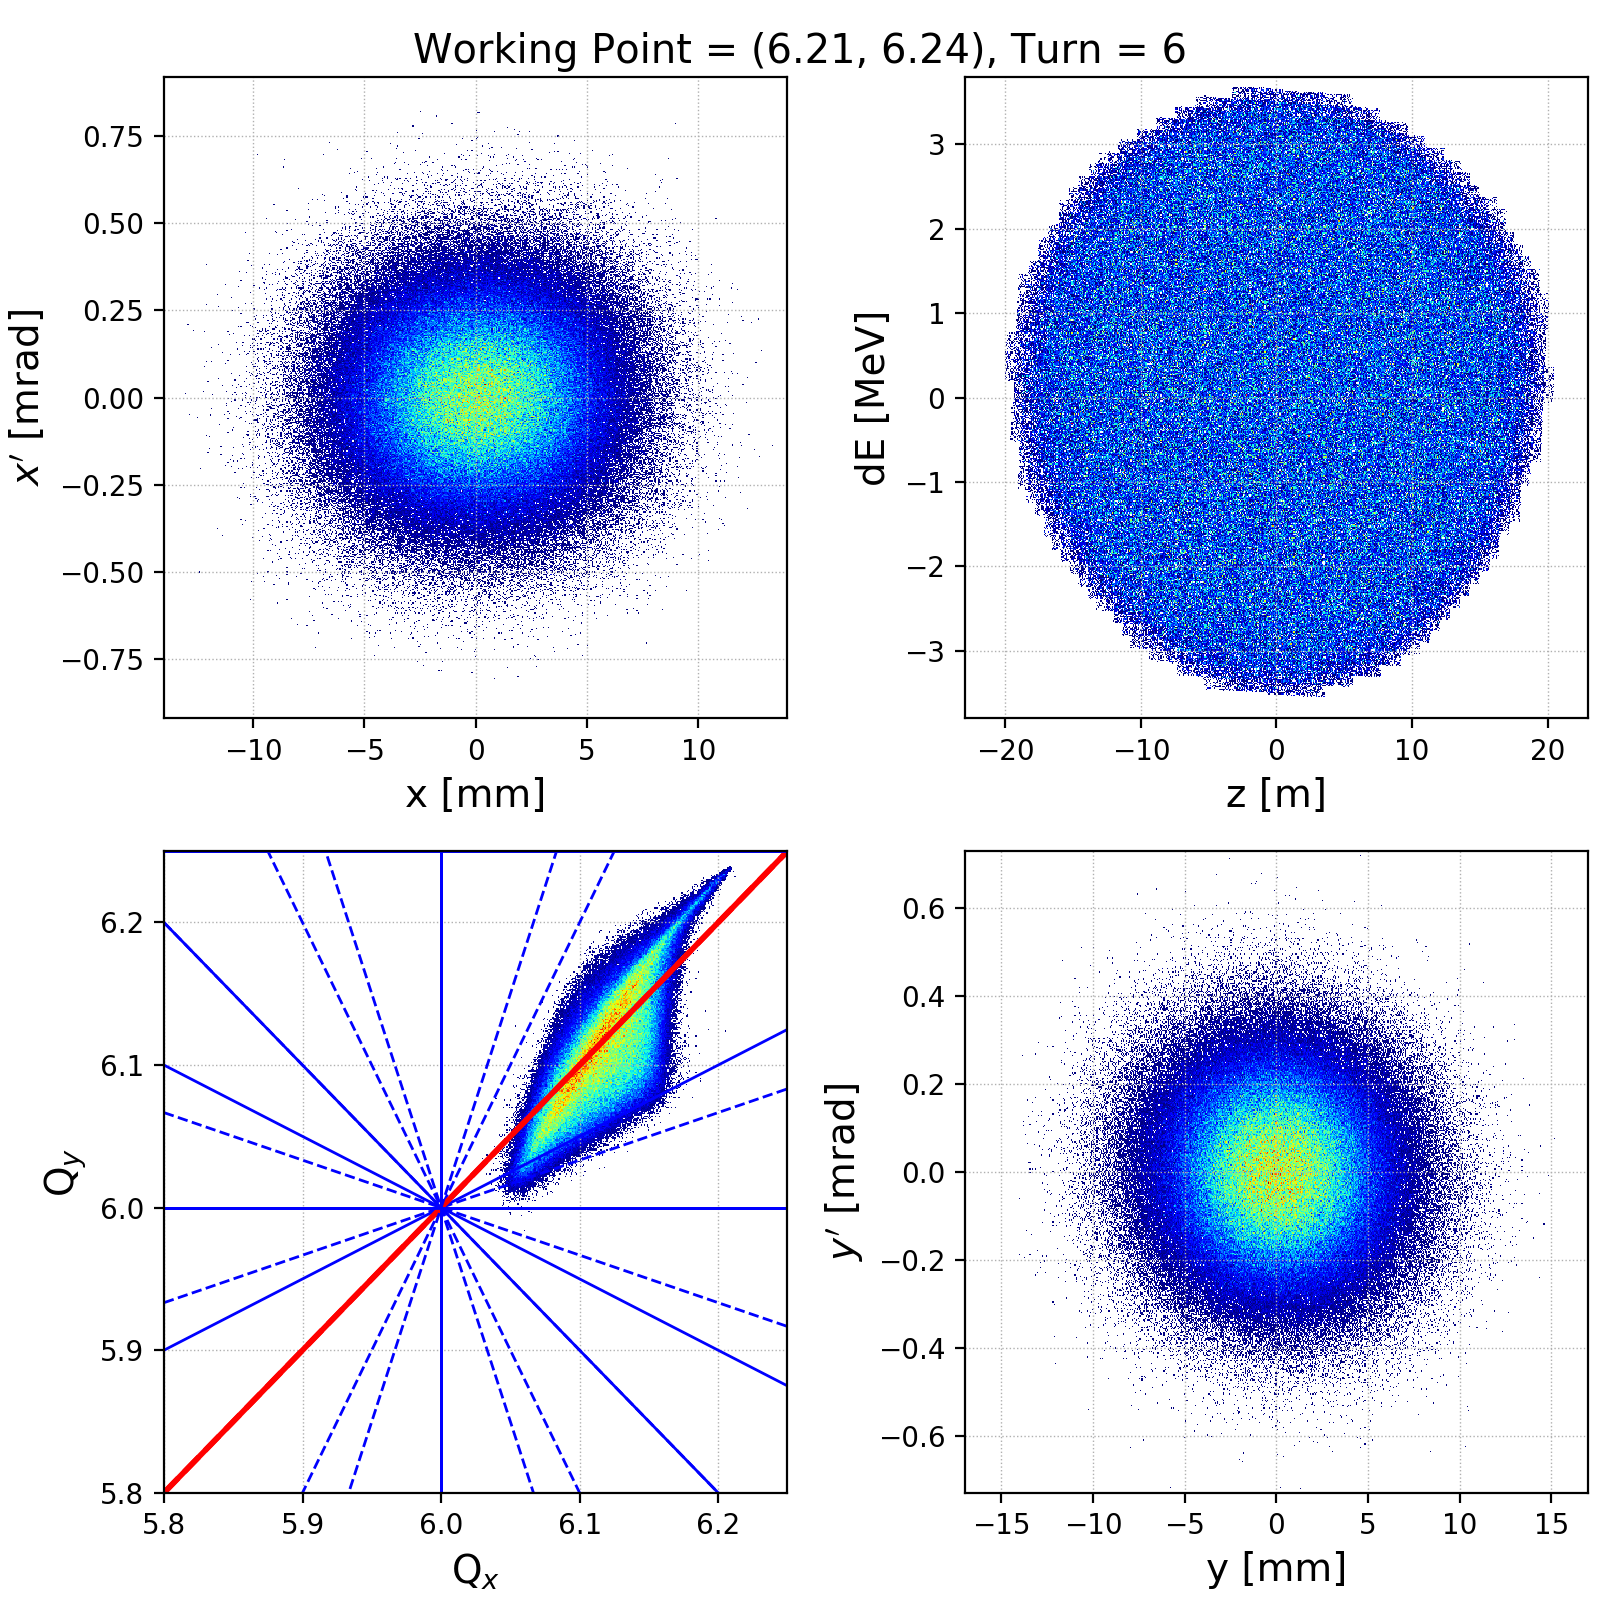 Working Point = (6.21, 6.24), Turn = 6
0.75
0.50
0.25
0.00
−0.25
−0.50
−0.75
x′ [mrad]
−10 −5 0 5 10
x [mm]
3
2
1
0
−1
−2
−3
dE [MeV]
−20 −10 0 10 20
z [m]
6.2
6.1
6.0
5.9
5.8
Qy
5.8 5.9 6.0 6.1 6.2
Qx
0.6
0.4
0.2
0.0
−0.2
−0.4
−0.6
y′ [mrad]
−15 −10 −5 0 5 10 15
y [mm]